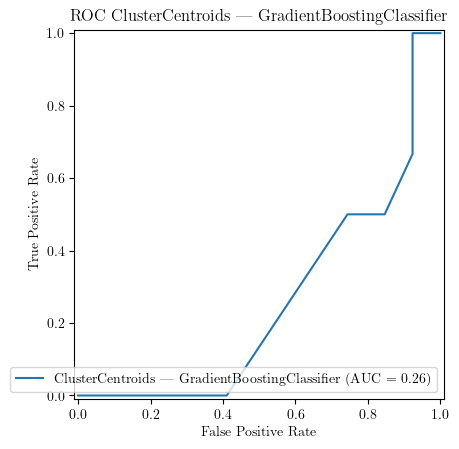 ROC ClusterCentroids — GradientBoostingClassifier
1.0
0.8
0.6
0.4
0.2
0.0
True Positive Rate
ClusterCentroids — GradientBoostingClassifier (AUC = 0.26)
0.0 0.2 0.4 0.6 0.8 1.0
False Positive Rate